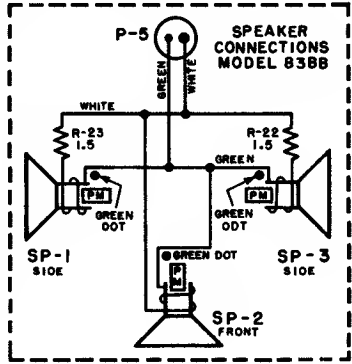 P-5
SPEAKER
CONNECTIONS
MODEL 83BB
GREEN
WHITE
WHITE
R-23
1.5
R-22
1.5
GREEN
PM
GREEN
DOT
GREEN
DOT
PM
SP-1
SIDE
GREEN DOT
PM
SP-3
SIDE
SP-2
FRONT